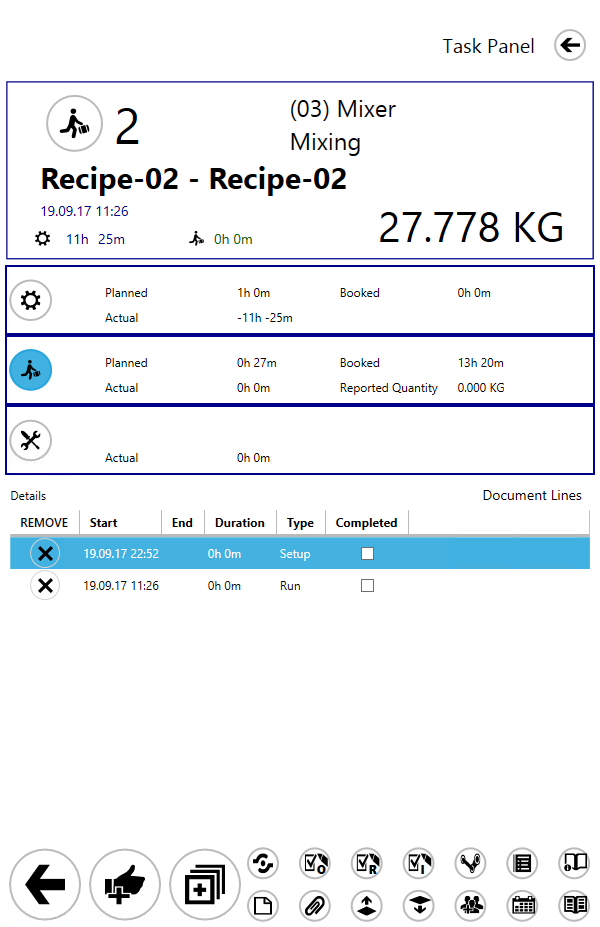 Task Panel
2
(03) Mixer
Mixing
Recipe-02 - Recipe-02
19.09.17 11:26
11h 25m 0h 0m
27.778 KG
Planned 1h 0m Booked 0h 0m
Actual -11h -25m
Planned 0h 27m Booked 13h 20m
Actual 0h 0m Reported Quantity 0.000 KG
Actual 0h 0m
Details Document Lines
REMOVE Start End Duration Type Completed
19.09.17 22:52 0h 0m Setup
19.09.17 11:26 0h 0m Run
O R I